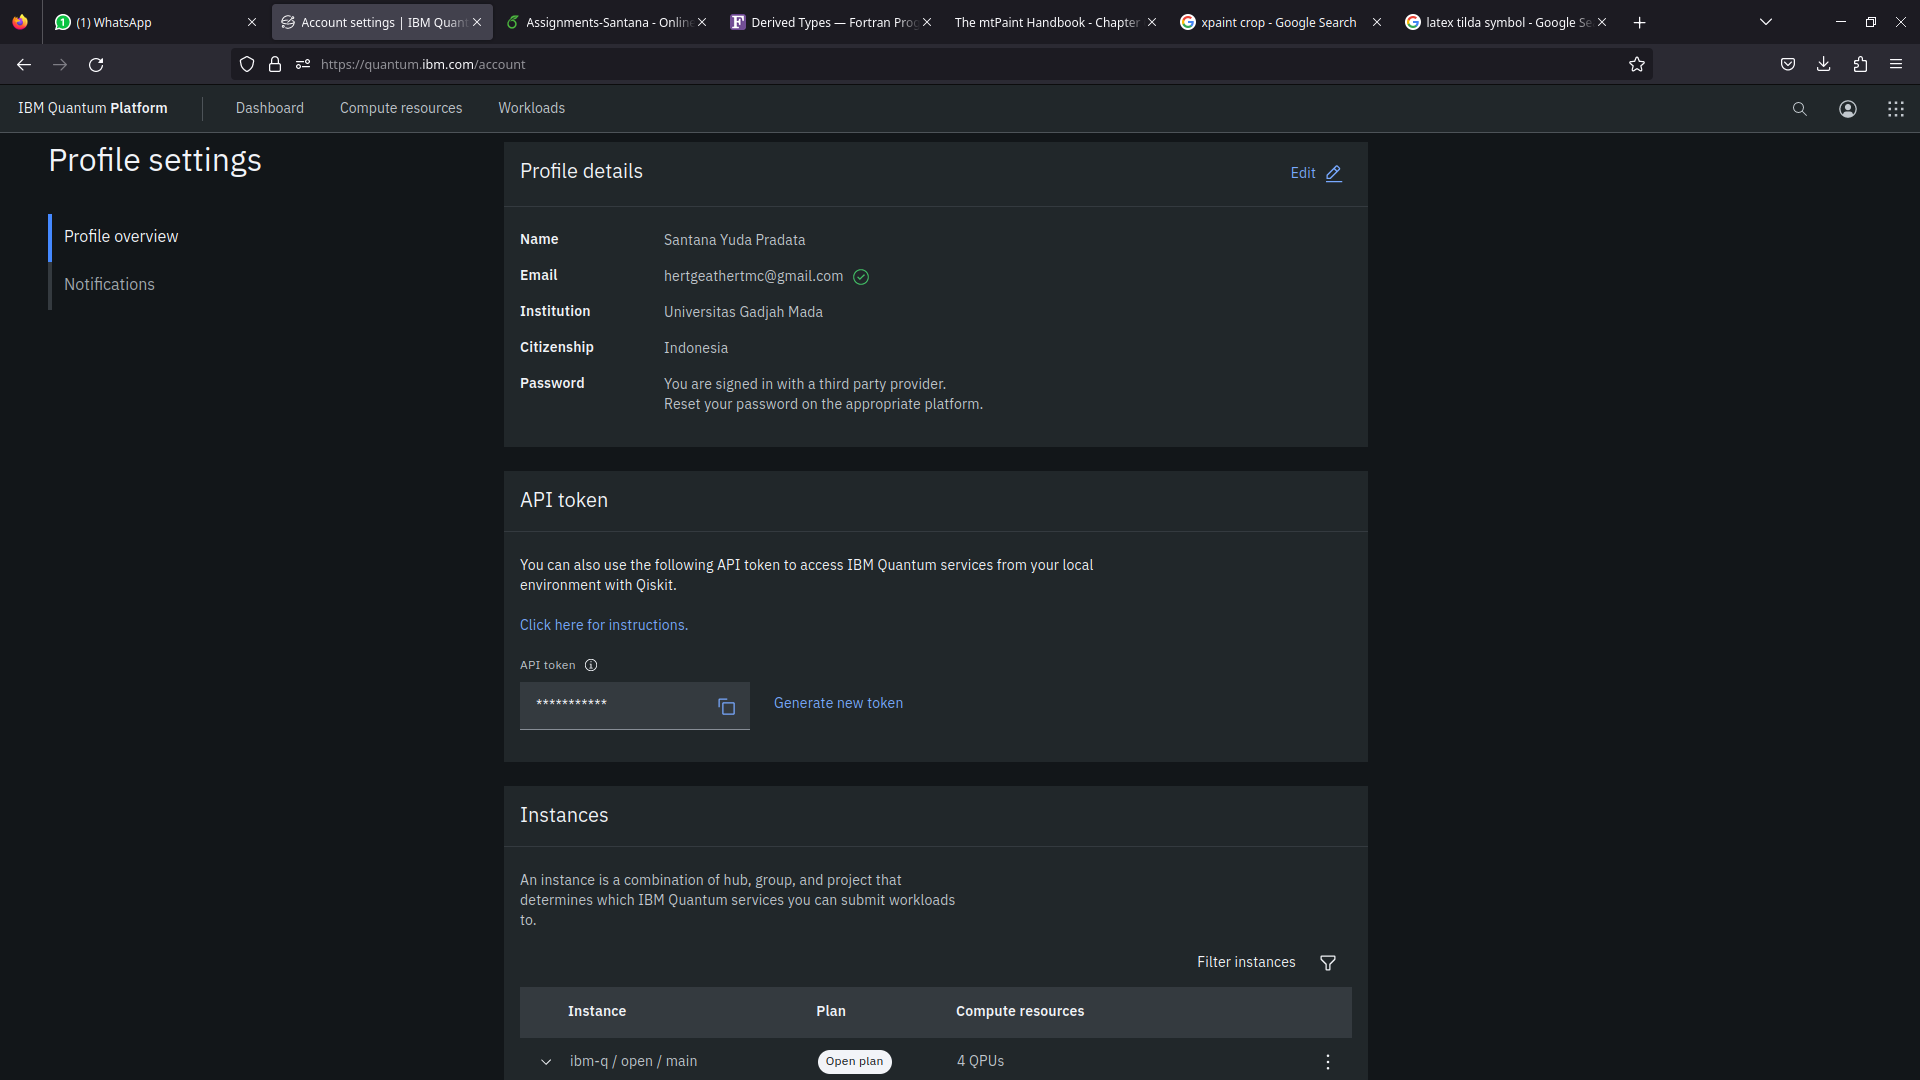 (1) WhatsApp
Account settings | IBM Quant
Assignments-Santana - Online
Derived Types — Fortran Prog
The mtPaint Handbook - Chapter
xpaint crop - Google Search
latex tilda symbol - Google Se
https://quantum.ibm.com/account
IBM Quantum Platform
Dashboard
Compute resources
Workloads
Profile settings
Profile overview
Notifications
Profile details
Edit
Name Santana Yuda Pradata
Email hertgeathertmc@gmail.com
Institution Universitas Gadjah Mada
Citizenship Indonesia
Password You are signed in with a third party provider.
Reset your password on the appropriate platform.
API token
You can also use the following API token to access IBM Quantum services from your local
environment with Qiskit.
Click here for instructions.
API token
***********
Generate new token
Instances
An instance is a combination of hub, group, and project that
determines which IBM Quantum services you can submit workloads
to.
Filter instances
Instance Plan Compute resources
ibm-q / open / main Open plan 4 QPUs